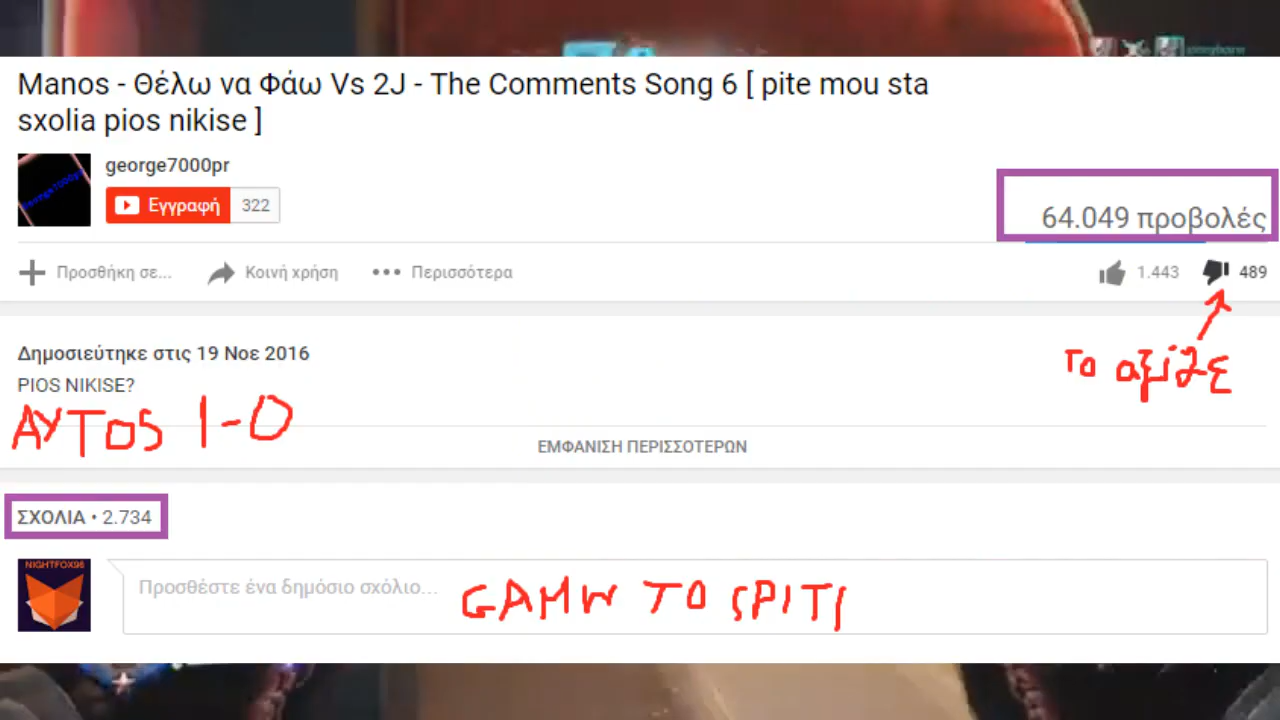 Manos - Θέλω να Φάω Vs 2J - The Comments Song 6 [ pite mou sta
sxolia pios nikise ]
george7000pr
Εγγραφή 322
64.049 προβολές
Προσθήκη σε... Κοινή χρήση Περισσότερα 1.443 489
Δημοσιεύτηκε στις 19 Νοε 2016
το αξιζε
PIOS NIKISE?
AYTOS 1-0
ΕΜΦΑΝΙΣΗ ΠΕΡΙΣΣΟΤΕΡΩΝ
ΣΧΟΛΙΑ • 2.734
NIGHTFOX96
Προσθέστε ένα δημόσιο σχόλιο...
GAMW TO SPITI